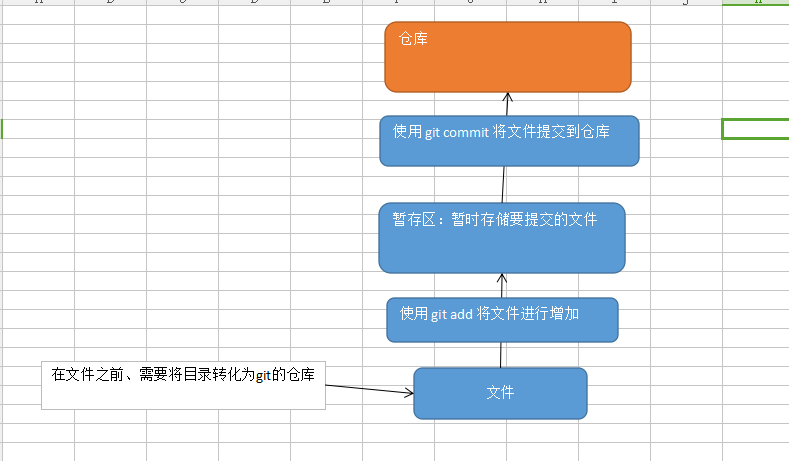 仓库
使用 git commit 将文件提交到仓库
暂存区：暂时存储要提交的文件
使用 git add 将文件进行增加
在文件之前、需要将目录转化为git的仓库
文件